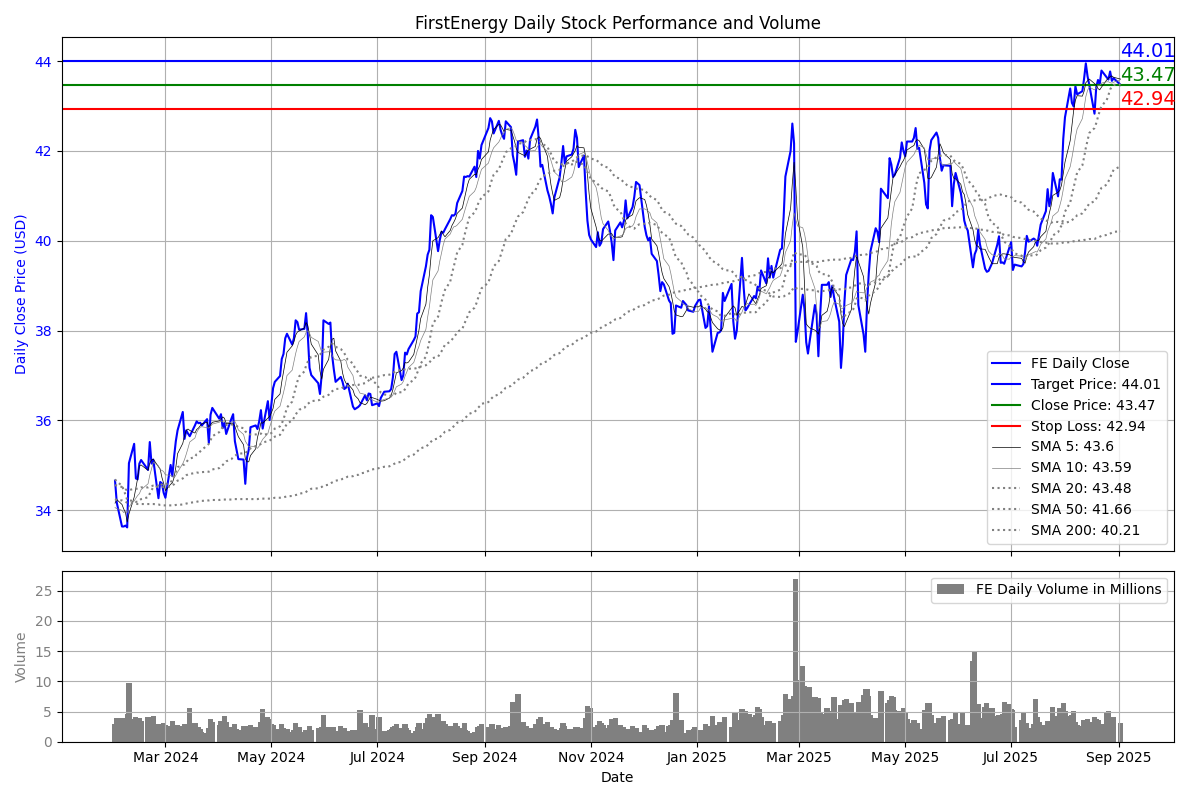 FirstEnergy Daily Stock Performance and Volume
44.01
43.47
42.94
44
42
40
38
36
34
Daily Close Price (USD)
FE Daily Close
Target Price: 44.01
Close Price: 43.47
Stop Loss: 42.94
SMA 5: 43.6
SMA 10: 43.59
SMA 20: 43.48
SMA 50: 41.66
SMA 200: 40.21
FE Daily Volume in Millions
25
20
15
10
5
0
Volume
Mar 2024 May 2024 Jul 2024 Sep 2024 Nov 2024 Jan 2025 Mar 2025 May 2025 Jul 2025 Sep 2025
Date